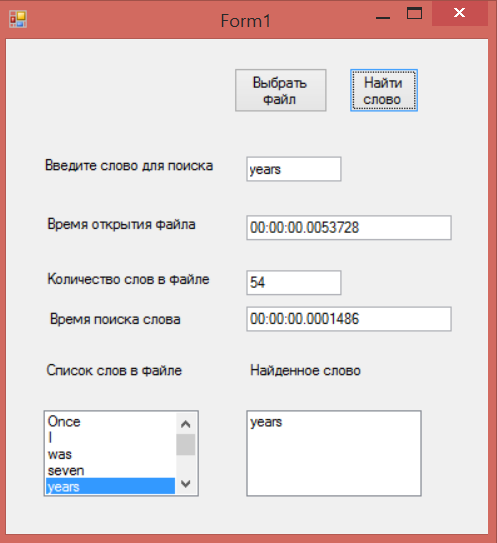 Form1
Выбрать
файл
Найти
слово
Введите слово для поиска
years
Время открытия файла
00:00:00.0053728
Количество слов в файле
54
Время поиска слова
00:00:00.0001486
Список слов в файле
Найденное слово
Once
I
was
seven
years
years